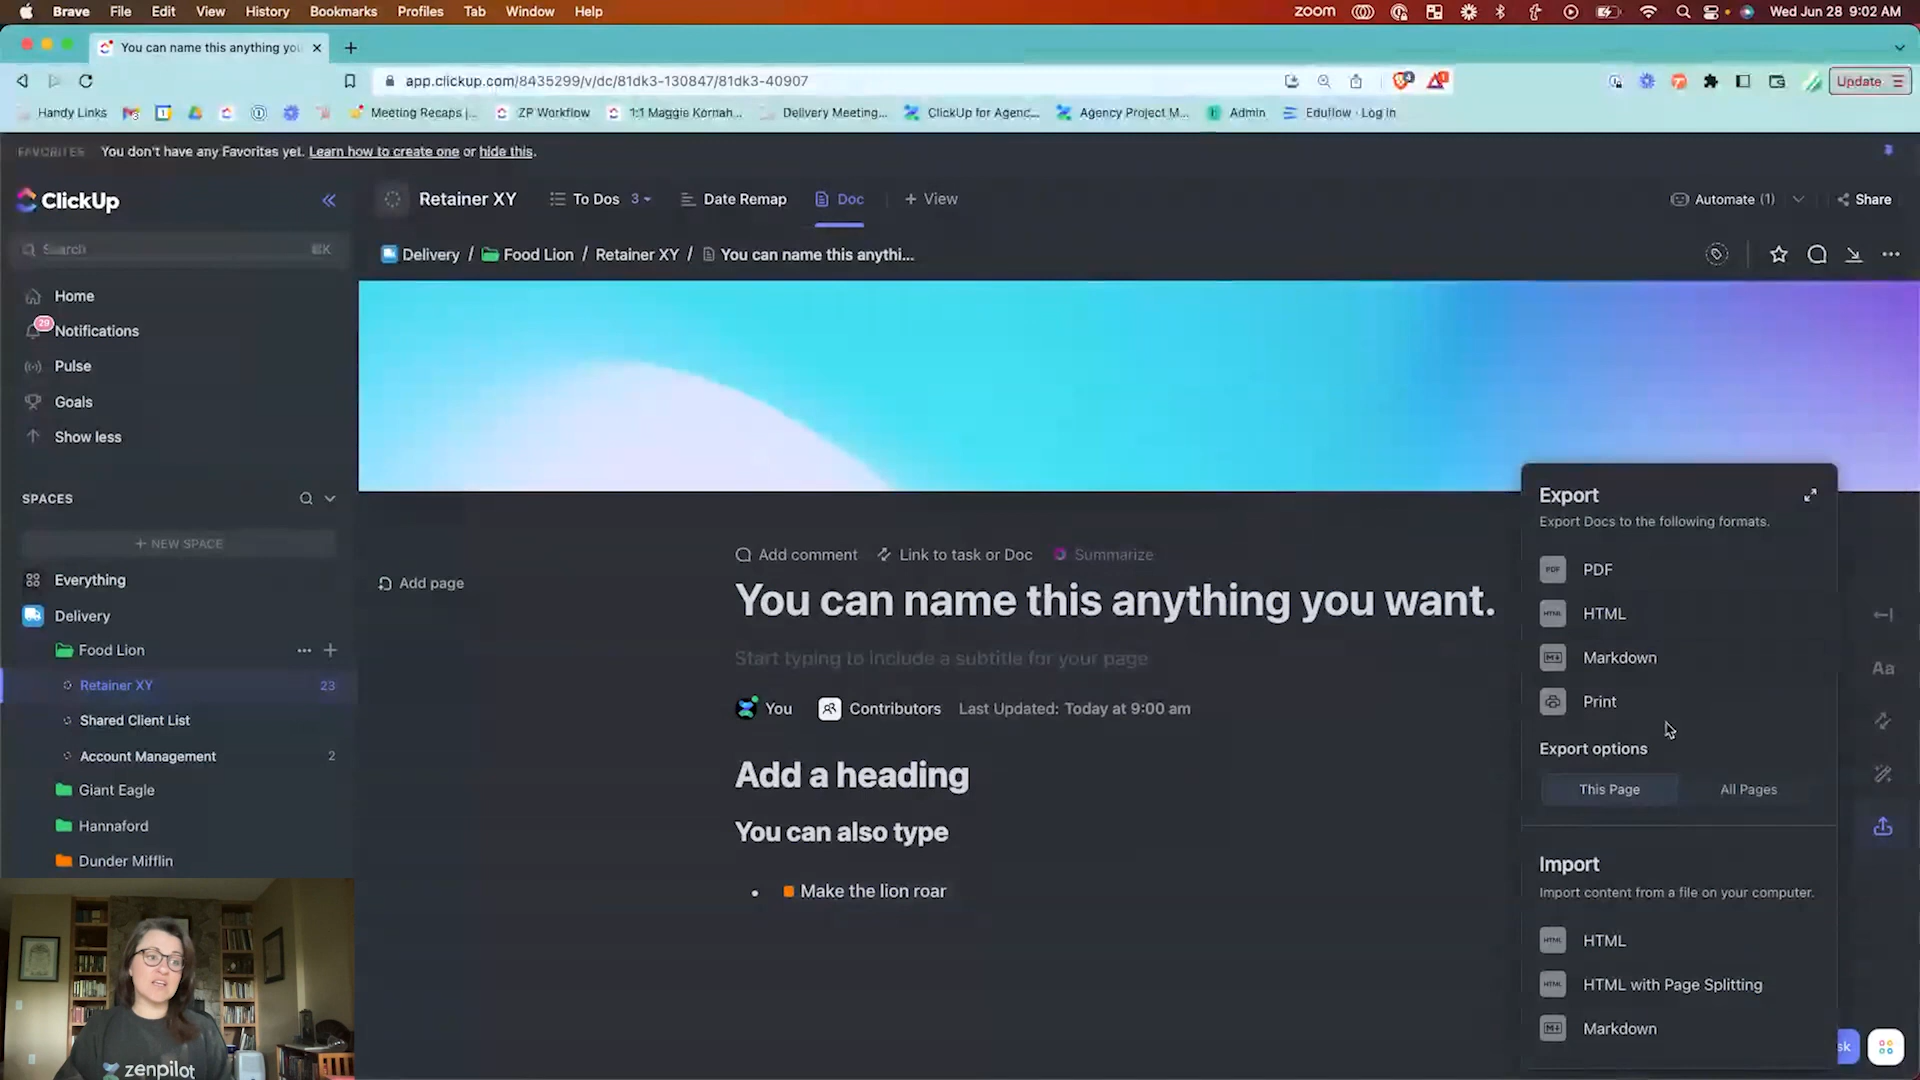 Brave File Edit View History Bookmarks Profiles Tab Window Help zoom Wed Jun 28 9:02 AM
You can name this anything you
app.clickup.com/8435299/v/dc/81dk3-130847/81dk3-40907 Update
Handy Links Meeting Recaps |... ZP Workflow 1:1 Maggie Kornah... Delivery Meeting... ClickUp for Agenc... Agency Project M... Admin Eduflow - Log in
FAVORITES You don't have any Favorites yet. Learn how to create one or hide this.
ClickUp
Retainer XY To Dos 3 Date Remap Doc + View Automate (1) Share
Search ⌘K
Delivery / Food Lion / Retainer XY / You can name this anythi...
Home
29
Notifications
Pulse
Goals
Show less
SPACES
+ NEW SPACE
Everything
Delivery
Food Lion
Retainer XY 23
Shared Client List
Account Management 2
Giant Eagle
Hannaford
Dunder Mifflin
Add page
Add comment Link to task or Doc Summarize
You can name this anything you want.
Start typing to include a subtitle for your page
You Contributors Last Updated: Today at 9:00 am
Add a heading
You can also type
• Make the lion roar
Export
Export Docs to the following formats.
PDF PDF
HTML HTML
Markdown
Print
Export options
This Page All Pages
Import
Import content from a file on your computer.
HTML HTML
HTML HTML with Page Splitting
Markdown
Aa
sk
zenpilot